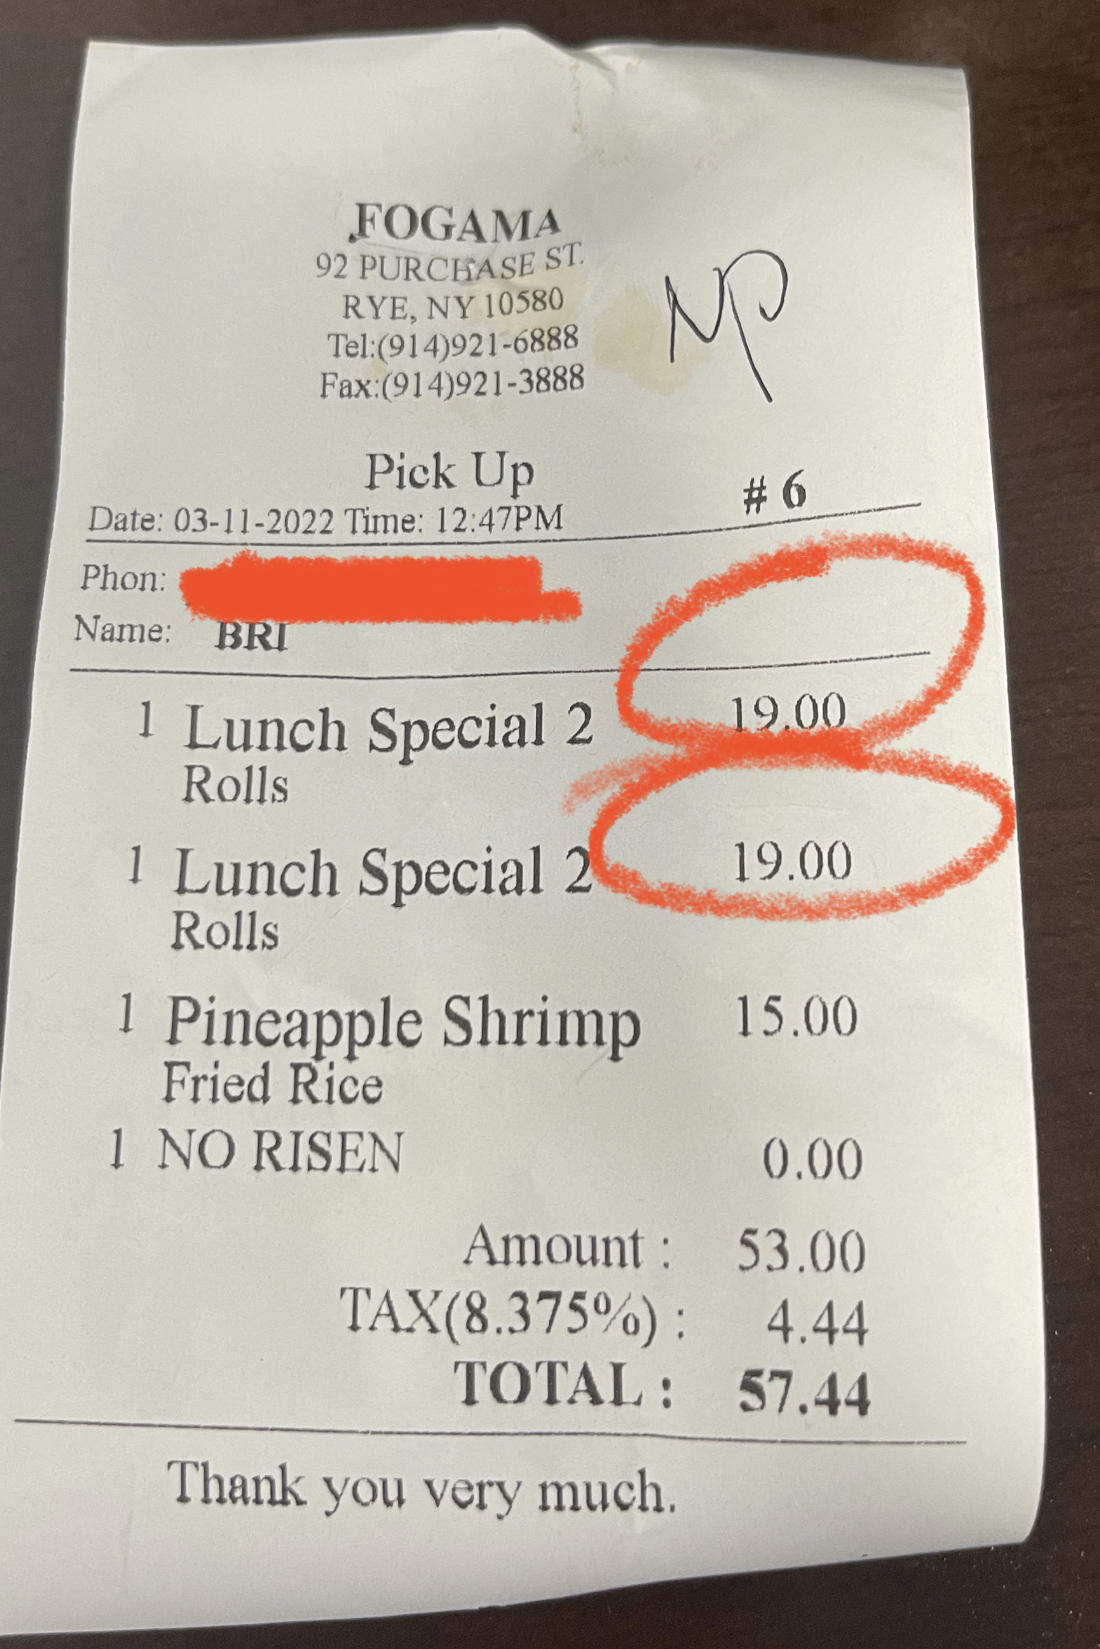 FOGAMA
92 PURCHASE ST.
RYE, NY 10580
Tel:(914)921-6888
Fax:(914)921-3888
NP
Pick Up # 6
Date: 03-11-2022 Time: 12:47PM
Phon:
Name: BRI
1 Lunch Special 2 19.00
Rolls
1 Lunch Special 2 19.00
Rolls
1 Pineapple Shrimp 15.00
Fried Rice
1 NO RISEN 0.00
Amount : 53.00
TAX(8.375%) : 4.44
TOTAL : 57.44
Thank you very much.